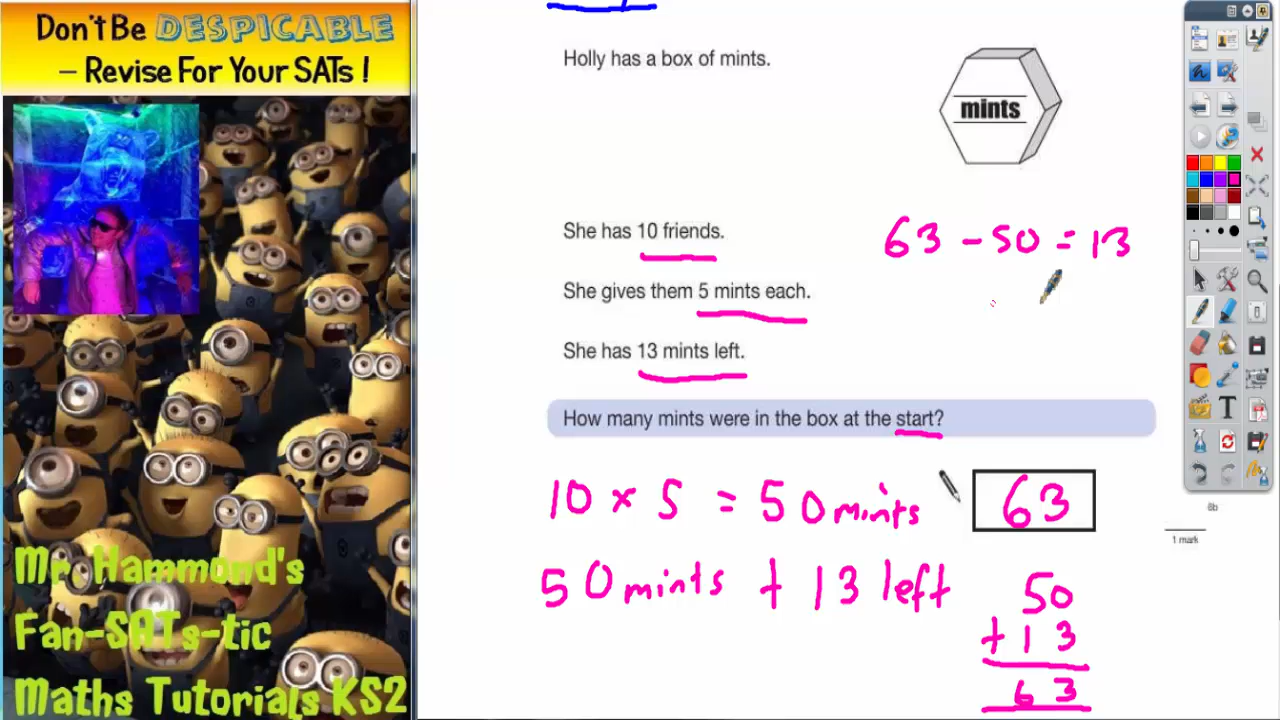 Don't Be DESPICABLE
– Revise For Your SATs !
Mr. Hammond's
Fan-SATs-tic
Maths Tutorials KS2
Holly has a box of mints.
mints
She has 10 friends.
63 - 50 = 13
She gives them 5 mints each.
She has 13 mints left.
How many mints were in the box at the start?
10 x 5 = 50 mints
63
8b
1 mark
50 mints + 13 left
50
+ 13
63